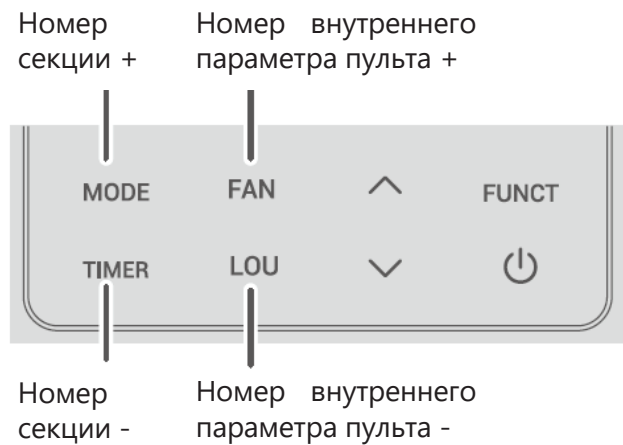 Номер
секции +
Номер внутреннего
параметра пульта +
MODE FAN FUNCT
TIMER LOU
Номер
секции -
Номер внутреннего
параметра пульта -